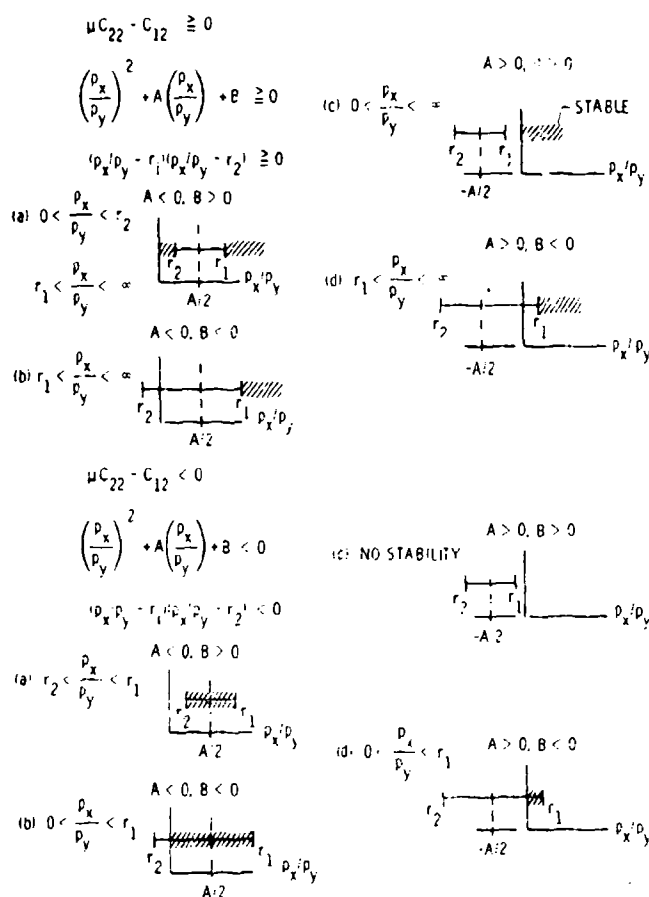 μC22 - C12 ≧ 0
(px/py)^2 + A(px/py) + B ≧ 0
(px/py - r1)(px/py - r2) ≧ 0
A < 0, B > 0
(a) 0 < px/py < r2
r1 < px/py < ∞
r2 r1 px/py
A/2
A < 0, B < 0
(b) r1 < px/py < ∞
r2 r1 px/py
A/2
A > 0, > 0
(c) 0 < px/py < ∞
STABLE
r2 r1
-A/2 px/py
A > 0, B < 0
(d) r1 < px/py < ∞
r2 r1
-A/2 px/py
μC22 - C12 < 0
(px/py)^2 + A(px/py) + B < 0
(px/py - r1)(px/py - r2) < 0
A < 0, B > 0
(a) r2 < px/py < r1
r2 r1 px/py
A/2
A < 0, B < 0
(b) 0 < px/py < r1
r2 r1 px/py
A/2
A > 0, B > 0
(c) NO STABILITY
r2 r1
-A/2 px/py
A > 0, B < 0
(d) 0 < px/py < r1
r2 r1
-A/2 px/py